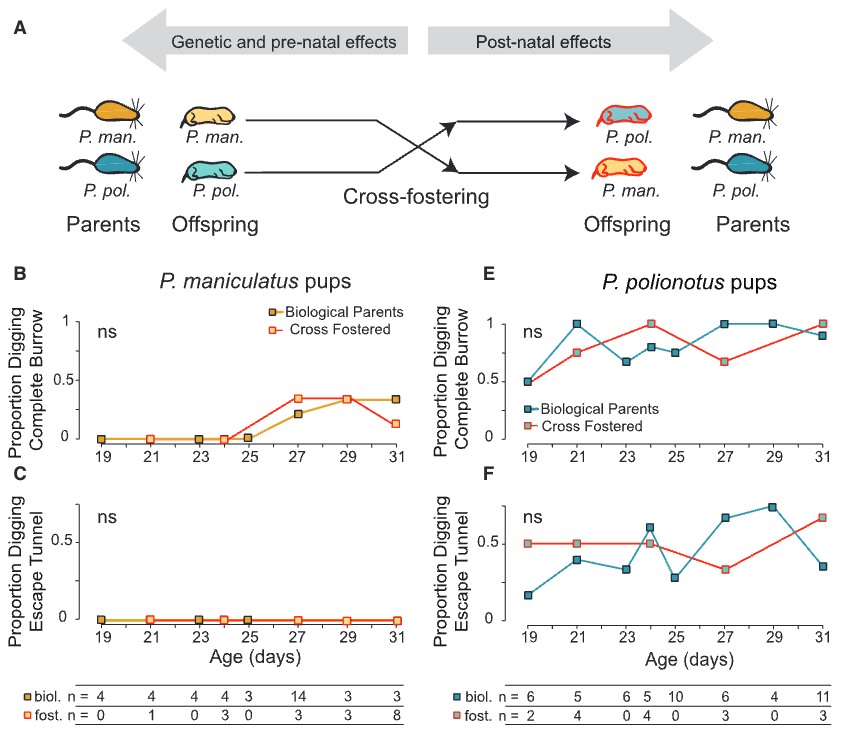 A
Genetic and pre-natal effects
Post-natal effects
P. man.
P. man.
P. pol.
P. man.
P. pol.
P. pol.
P. man.
P. pol.
Cross-fostering
Parents
Offspring
Offspring
Parents
B
P. maniculatus pups
Proportion Digging
Complete Burrow
ns
Biological Parents
Cross Fostered
1
0.5
0
19 21 23 25 27 29 31
C
Proportion Digging
Escape Tunnel
ns
0.5
0
19 21 23 25 27 29 31
Age (days)
biol. n = 4 4 4 4 3 14 3 3
fost. n = 0 1 0 3 0 3 3 8
E
P. polionotus pups
Proportion Digging
Complete Burrow
ns
1
0.5
0
Biological Parents
Cross Fostered
19 21 23 25 27 29 31
F
Proportion Digging
Escape Tunnel
ns
0.5
0
19 21 23 25 27 29 31
Age (days)
biol. n = 6 5 6 5 10 6 4 11
fost. n = 2 4 0 4 0 3 0 3